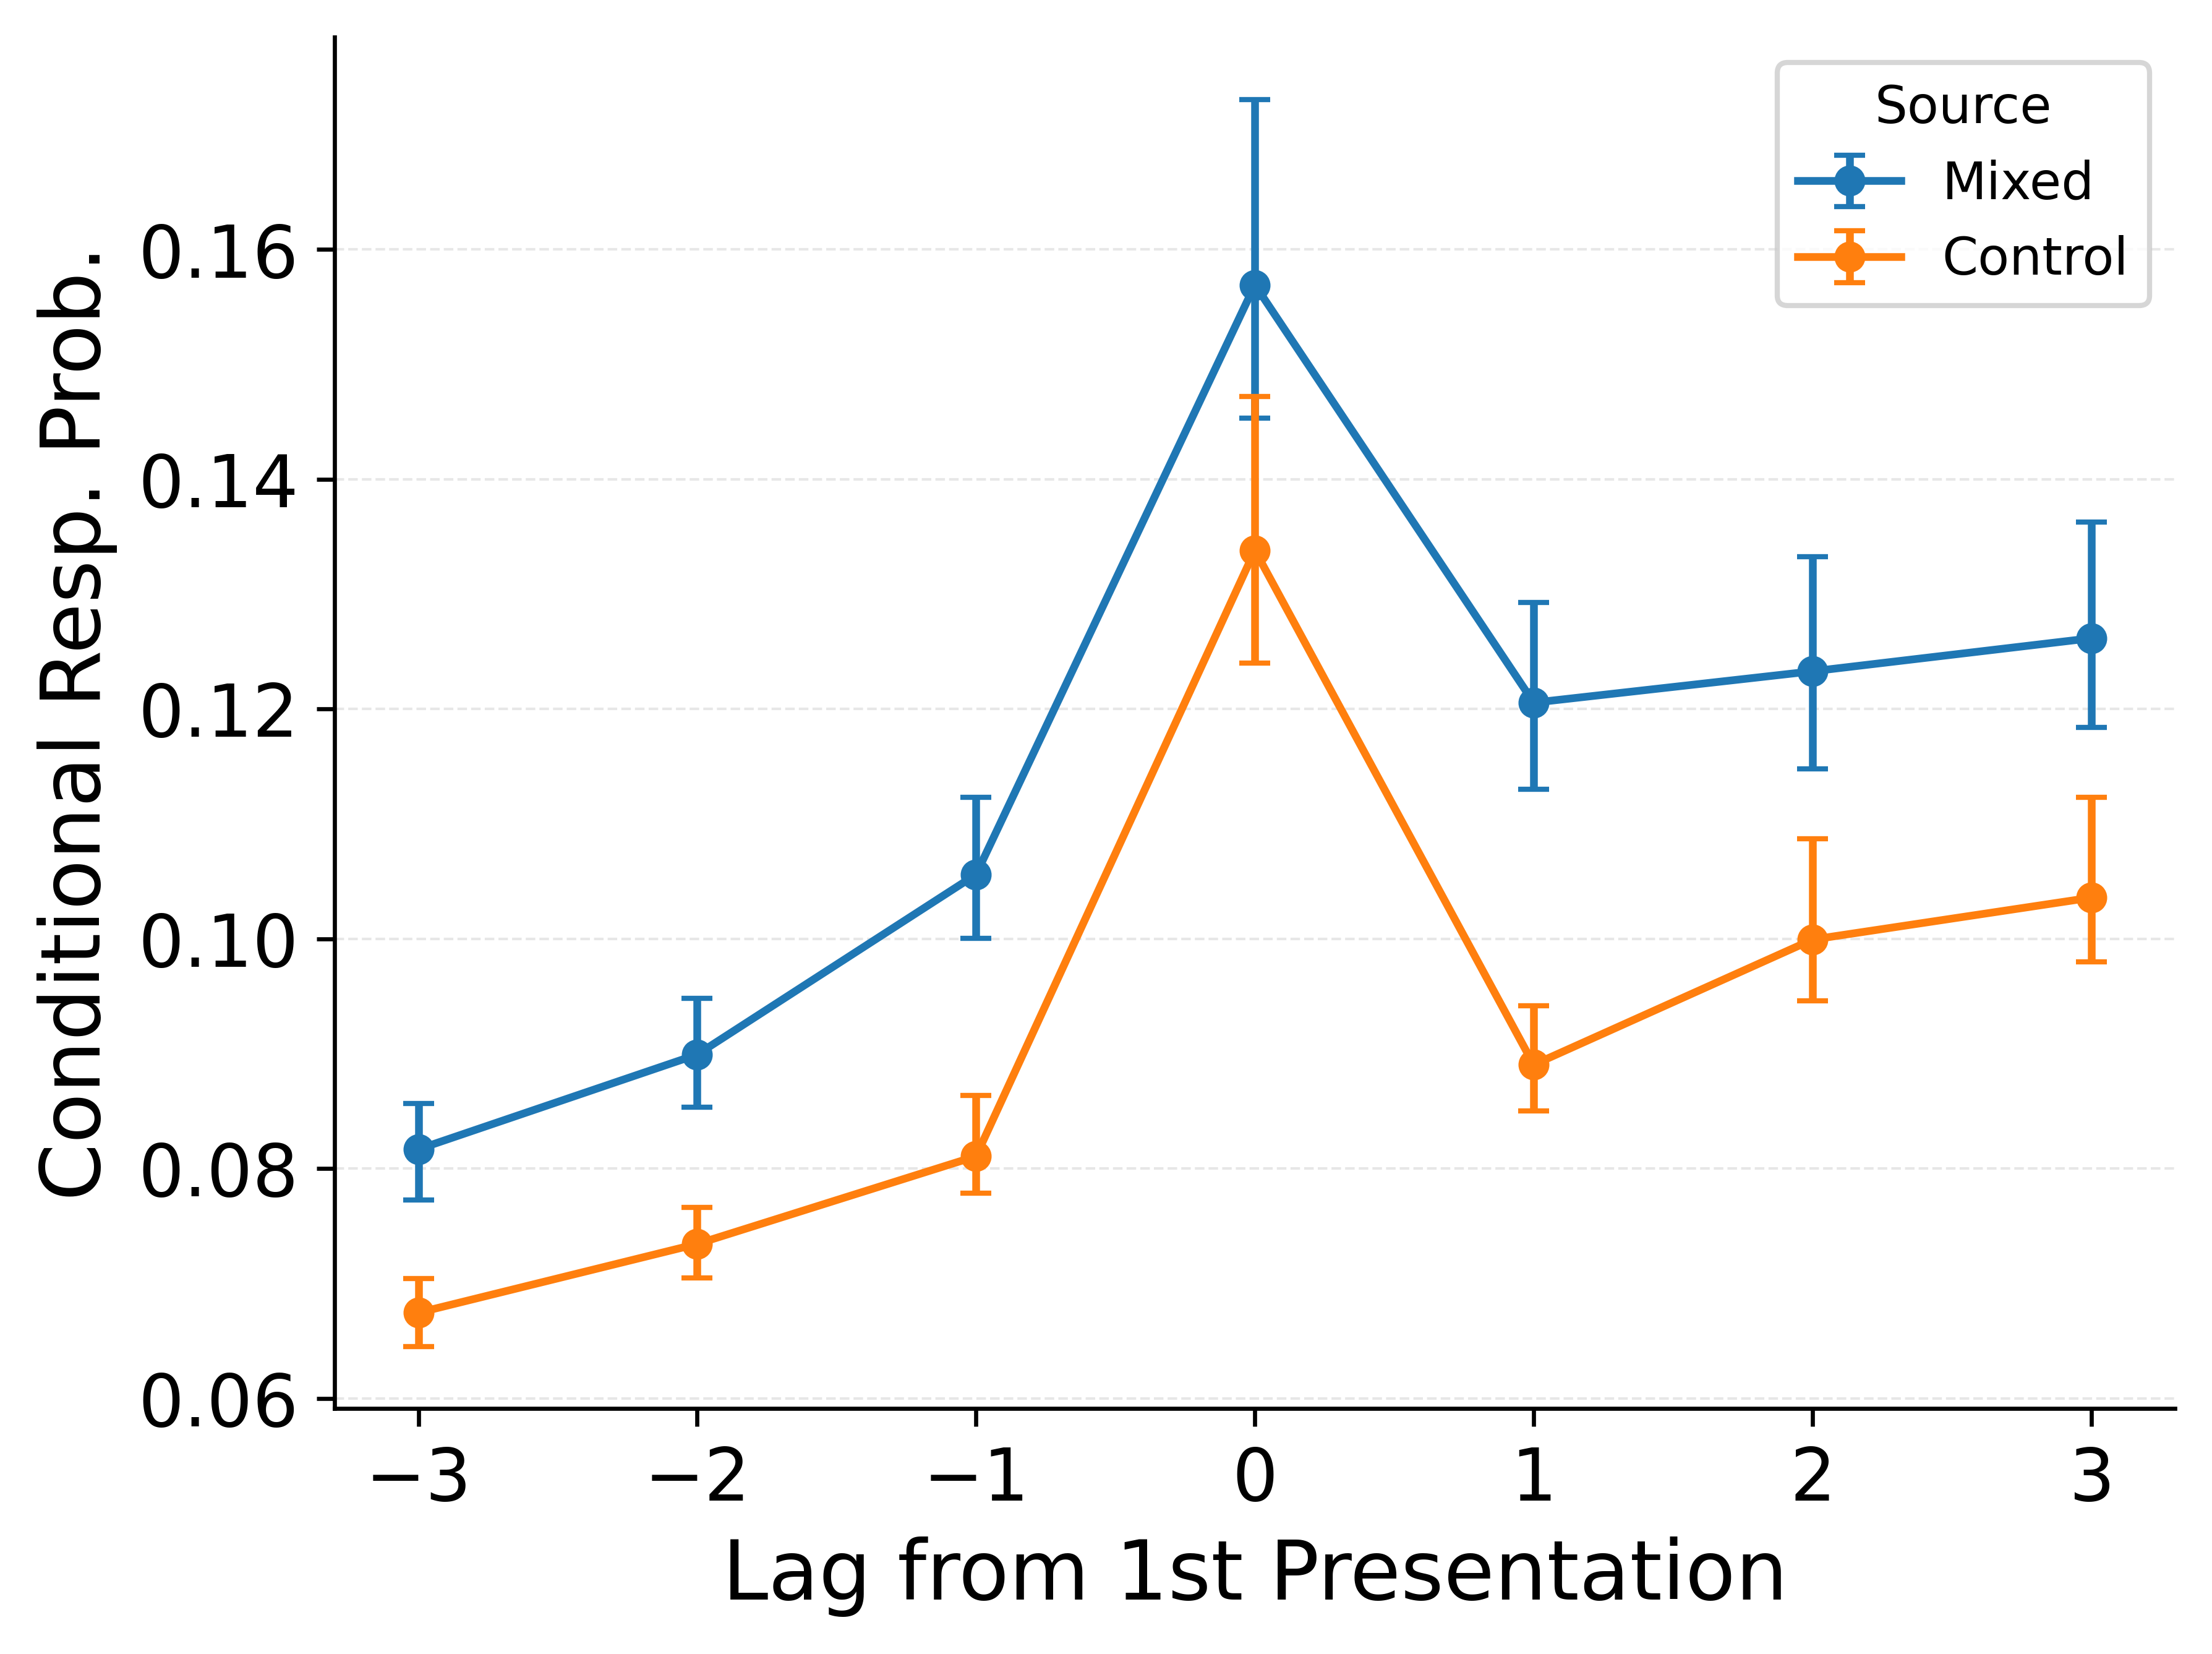 Source
Mixed
Control
Conditional Resp. Prob.
0.16
0.14
0.12
0.10
0.08
0.06
−3 −2 −1 0 1 2 3
Lag from 1st Presentation